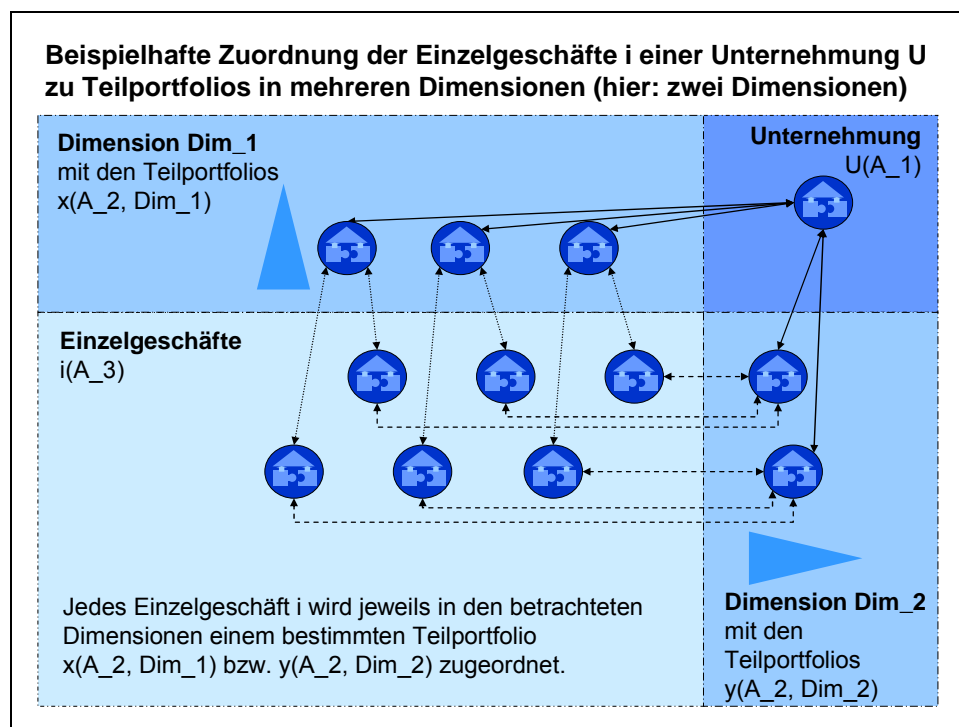 Beispielhafte Zuordnung der Einzelgeschäfte i einer Unternehmung U
zu Teilportfolios in mehreren Dimensionen (hier: zwei Dimensionen)
Dimension Dim_1
mit den Teilportfolios
x(A_2, Dim_1)
Unternehmung
U(A_1)
Einzelgeschäfte
i(A_3)
Jedes Einzelgeschäft i wird jeweils in den betrachteten
Dimensionen einem bestimmten Teilportfolio
x(A_2, Dim_1) bzw. y(A_2, Dim_2) zugeordnet.
Dimension Dim_2
mit den
Teilportfolios
y(A_2, Dim_2)